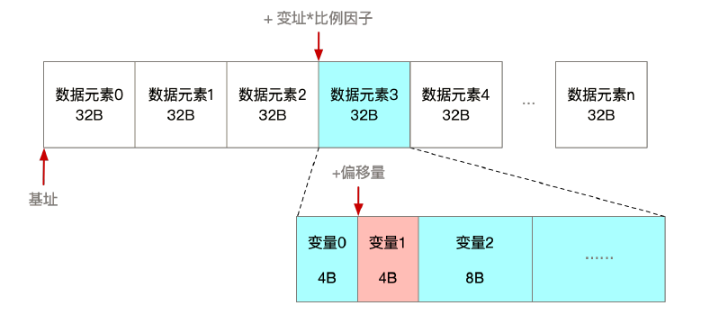 + 变址*比例因子
数据元素0
32B
数据元素1
32B
数据元素2
32B
数据元素3
32B
数据元素4
32B
...
数据元素n
32B
基址
+偏移量
变量0
4B
变量1
4B
变量2
8B
......